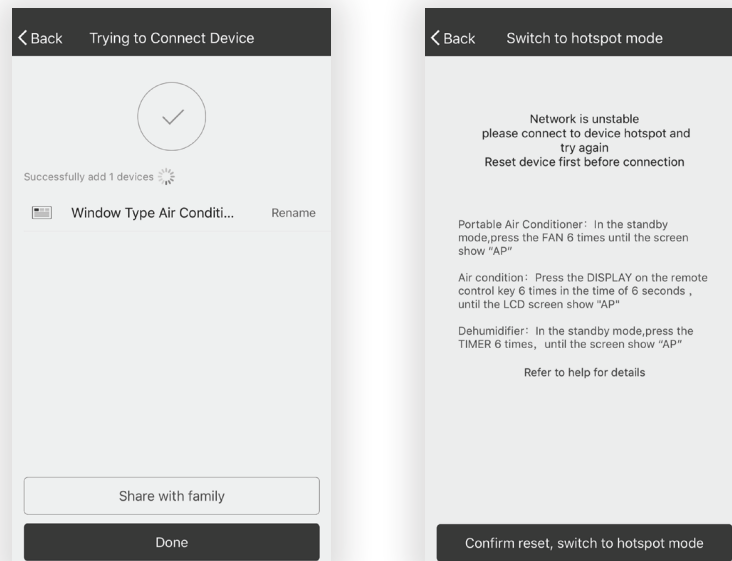 Back Trying to Connect Device
Successfully add 1 devices
Window Type Air Conditi... Rename
Share with family
Done
Back Switch to hotspot mode
Network is unstable
please connect to device hotspot and
try again
Reset device first before connection
Portable Air Conditioner: In the standby
mode,press the FAN 6 times until the screen
show “AP”
Air condition: Press the DISPLAY on the remote
control key 6 times in the time of 6 seconds ,
until the LCD screen show "AP"
Dehumidifier: In the standby mode,press the
TIMER 6 times, until the screen show “AP”
Refer to help for details
Confirm reset, switch to hotspot mode